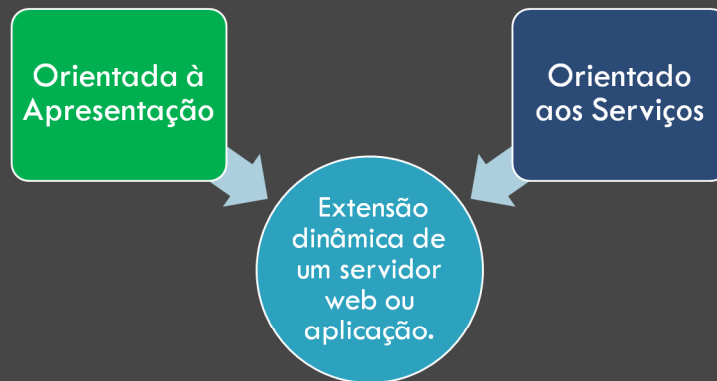 Orientada à
Apresentação
Orientado
aos Serviços
Extensão
dinâmica de
um servidor
web ou
aplicação.